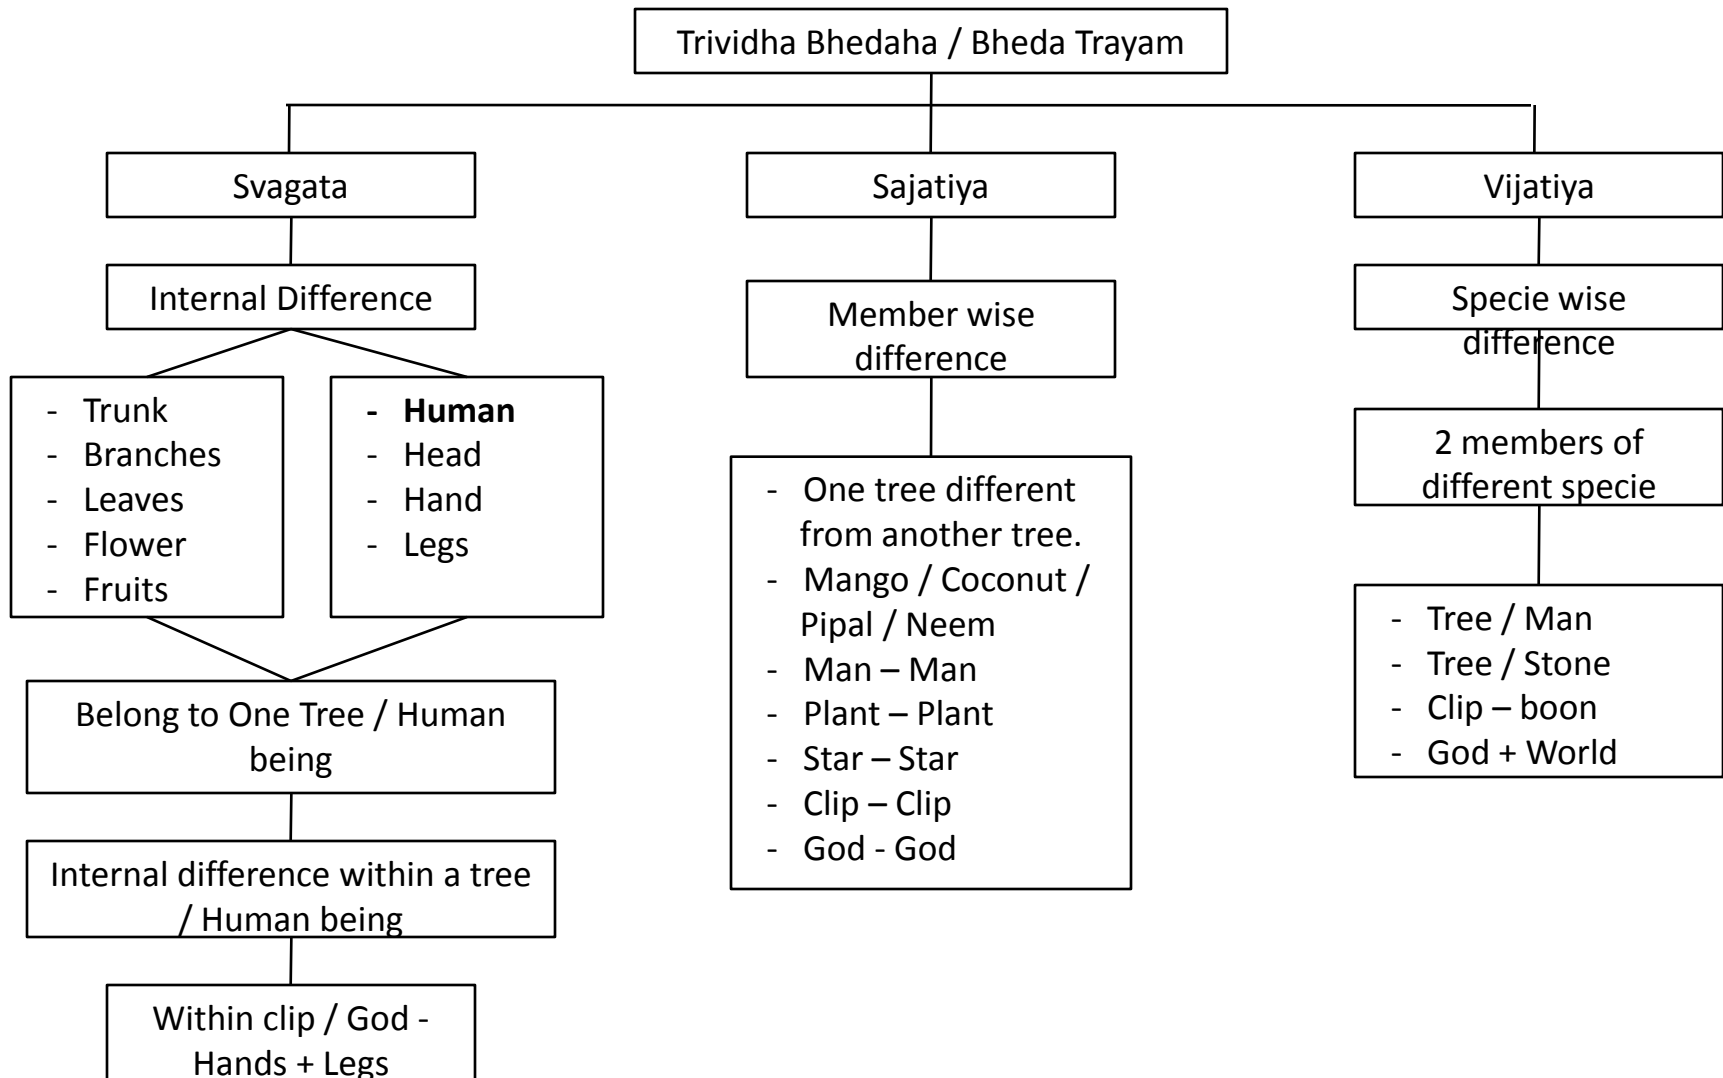 Trividha Bhedaha / Bheda Trayam
Svagata
Internal Difference
- Trunk
- Branches
- Leaves
- Flower
- Fruits
- Human
- Head
- Hand
- Legs
Belong to One Tree / Human
being
Internal difference within a tree
/ Human being
Within clip / God -
Hands + Legs
Sajatiya
Member wise
difference
- One tree different
from another tree.
- Mango / Coconut /
Pipal / Neem
- Man – Man
- Plant – Plant
- Star – Star
- Clip – Clip
- God - God
Vijatiya
Specie wise
difference
2 members of
different specie
- Tree / Man
- Tree / Stone
- Clip – boon
- God + World